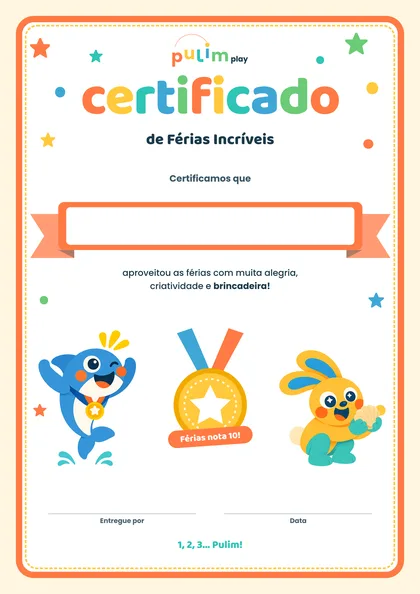 pulim play
certificado
de Férias Incríveis
Certificamos que
aproveitou as férias com muita alegria,
criatividade e brincadeira!
Férias nota 10!
Entregue por
Data
1, 2, 3... Pulim!